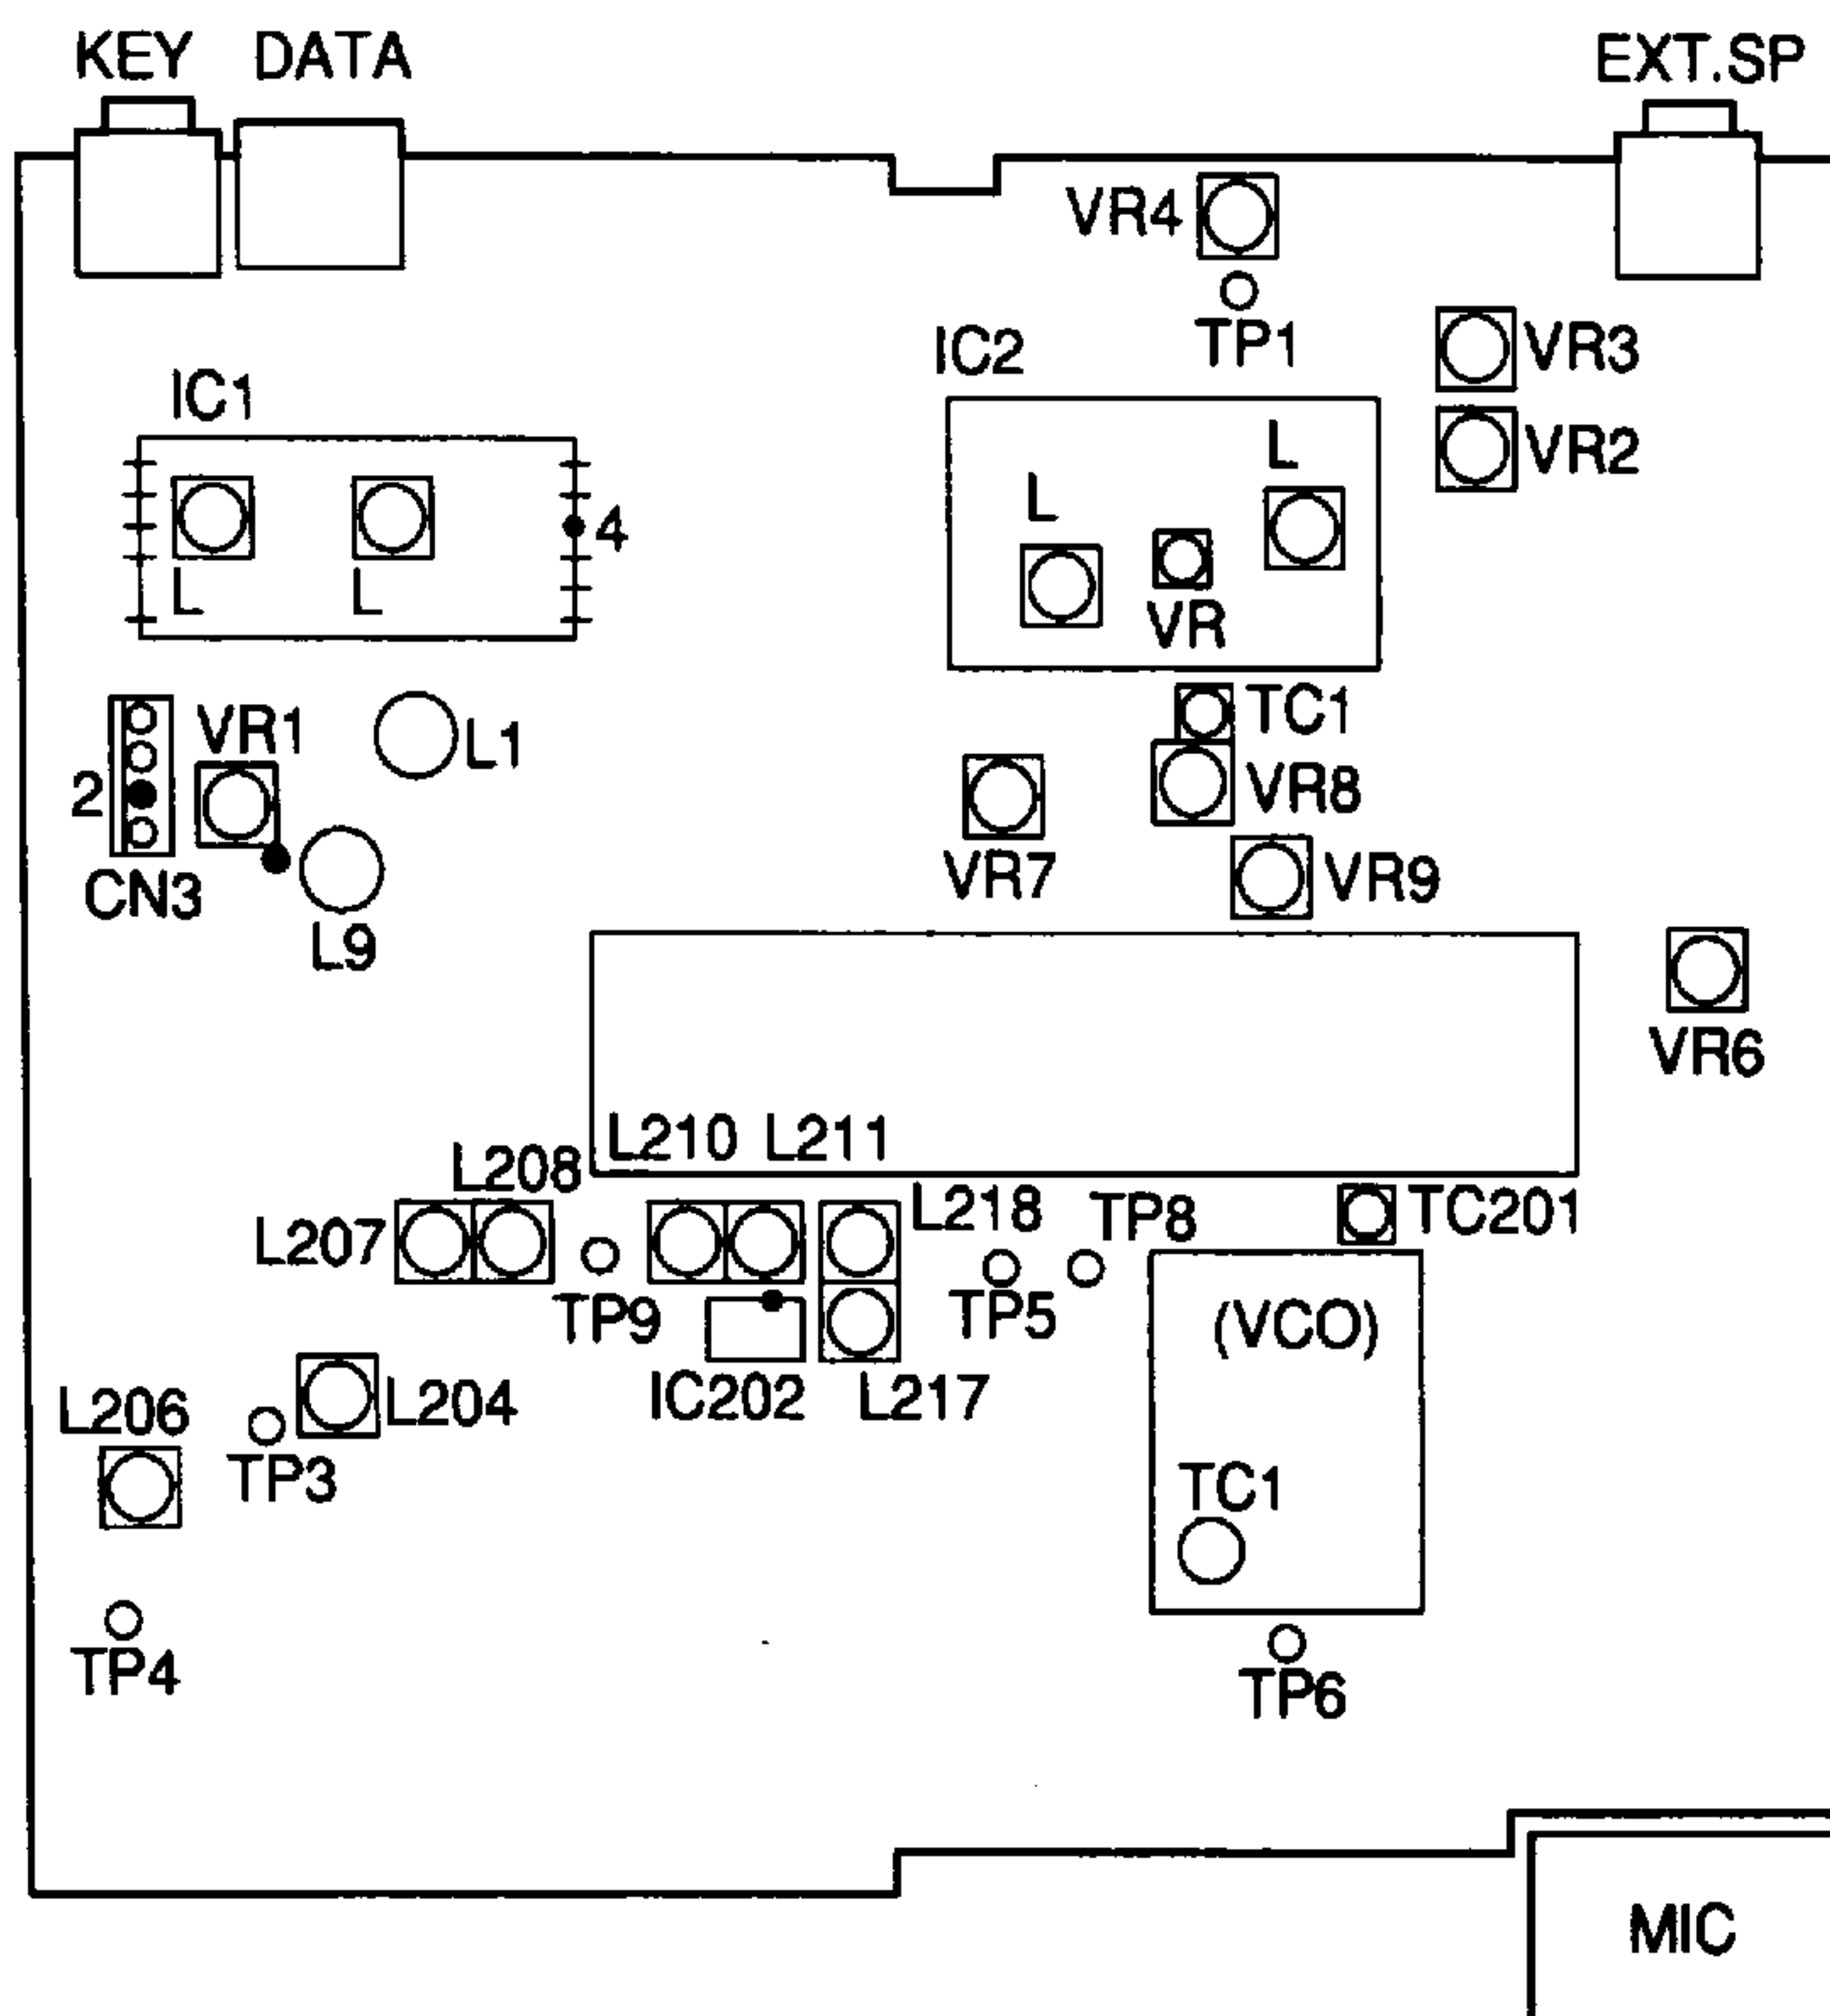 KEY DATA EXT.SP
VR4
TP1
IC2
VR3
IC1
VR2
L
L
4
L L
VR
TC1
VR1
L1
2
VR8
CN3
VR7
VR9
L9
VR6
L210 L211
L208
L218
TP8
TC201
L207
TP9
TP5
(VCO)
L206
L204
IC202
L217
TP3
TC1
TP4
TP6
MIC